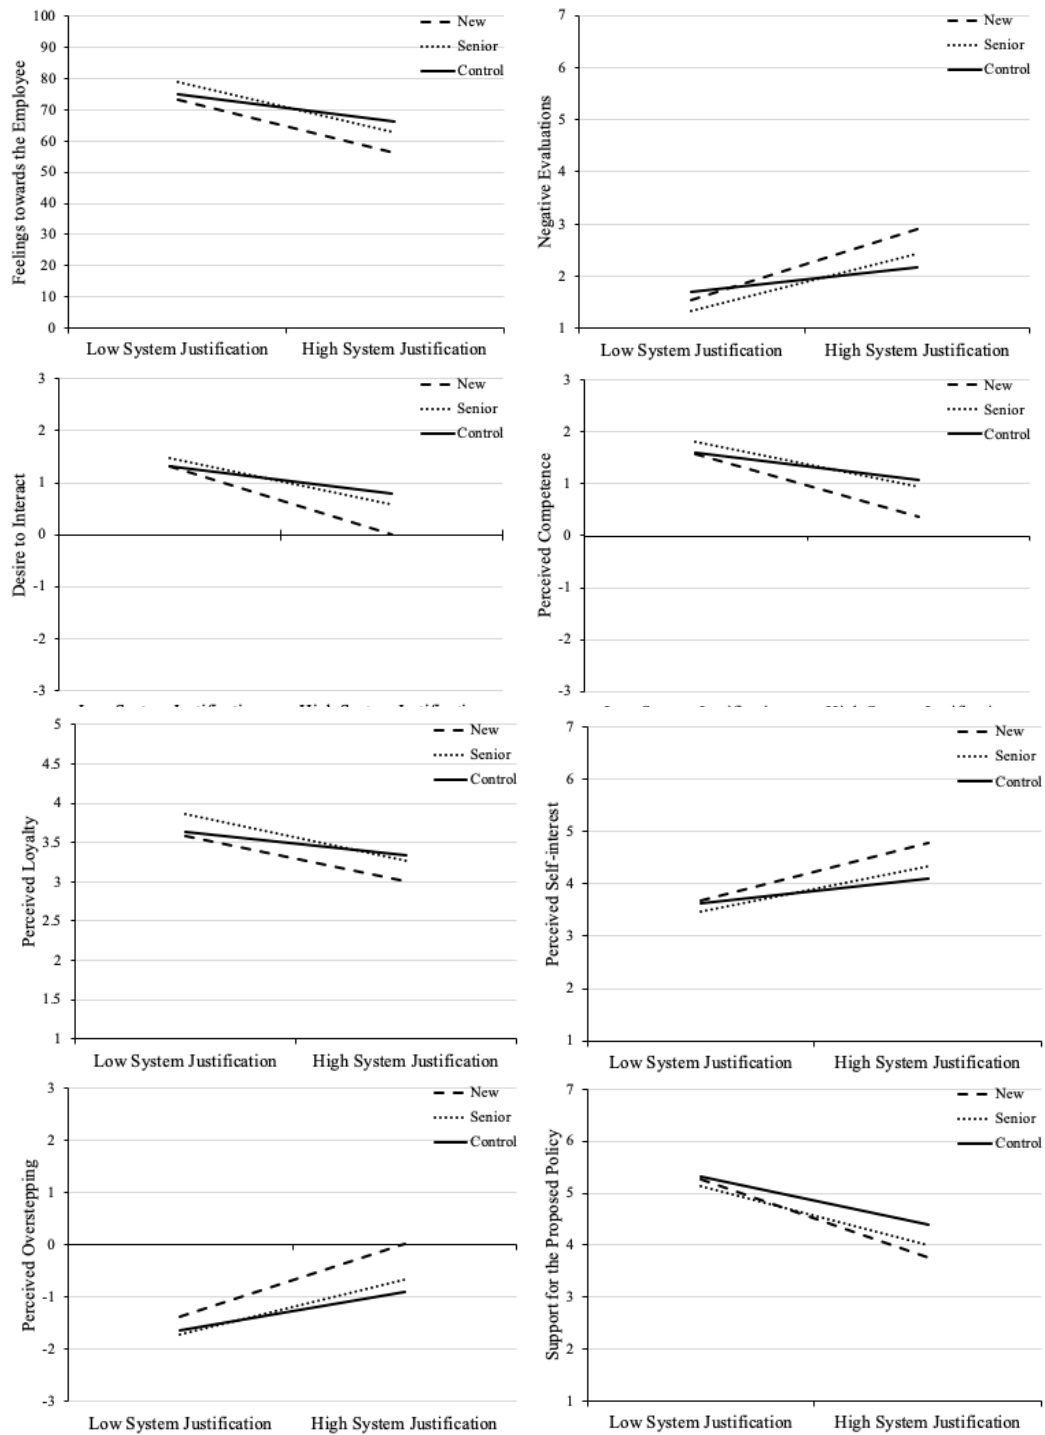 Feelings towards the Employee
100
90
80
70
60
50
40
30
20
10
0
New
Senior
Control
Low System Justification
High System Justification
Negative Evaluations
7
6
5
4
3
2
1
New
Senior
Control
Low System Justification
High System Justification
Desire to Interact
3
2
1
0
-1
-2
-3
New
Senior
Control
Perceived Competence
3
2
1
0
-1
-2
-3
New
Senior
Control
Perceived Loyalty
5
4.5
4
3.5
3
2.5
2
1.5
1
New
Senior
Control
Low System Justification
High System Justification
Perceived Self-interest
7
6
5
4
3
2
1
New
Senior
Control
Low System Justification
High System Justification
Perceived Overstepping
3
2
1
0
-1
-2
-3
New
Senior
Control
Low System Justification
High System Justification
Support for the Proposed Policy
7
6
5
4
3
2
1
New
Senior
Control
Low System Justification
High System Justification